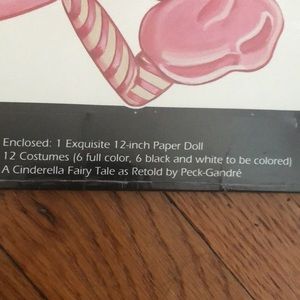 Enclosed: 1 Exquisite 12-inch Paper Doll
12 Costumes (6 full color, 6 black and white to be colored)
A Cinderella Fairy Tale as Retold by Peck-Gandré